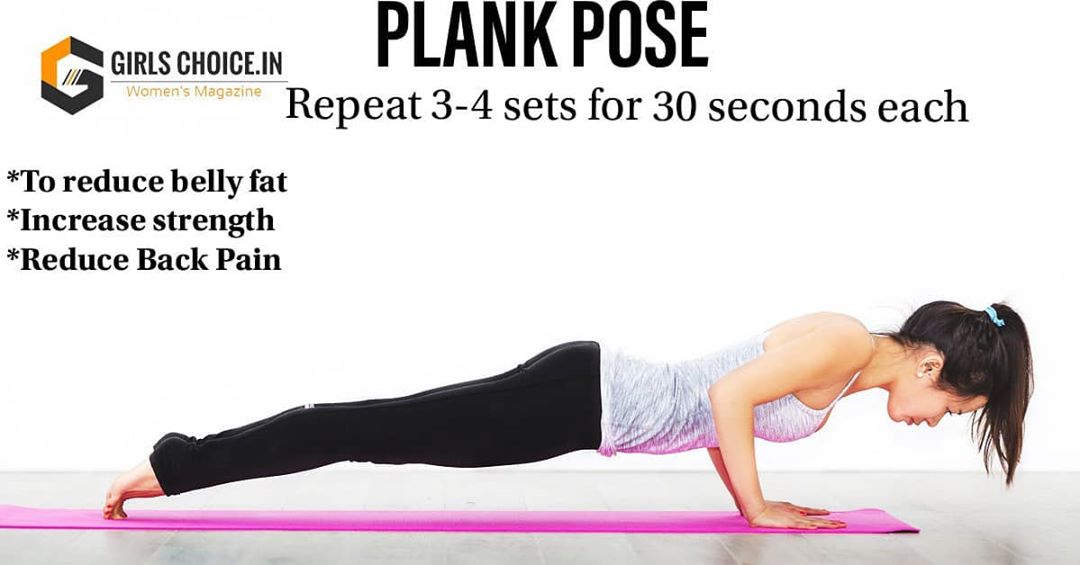 PLANK POSE
GIRLS CHOICE.IN
Women's Magazine
Repeat 3-4 sets for 30 seconds each
*To reduce belly fat
*Increase strength
*Reduce Back Pain